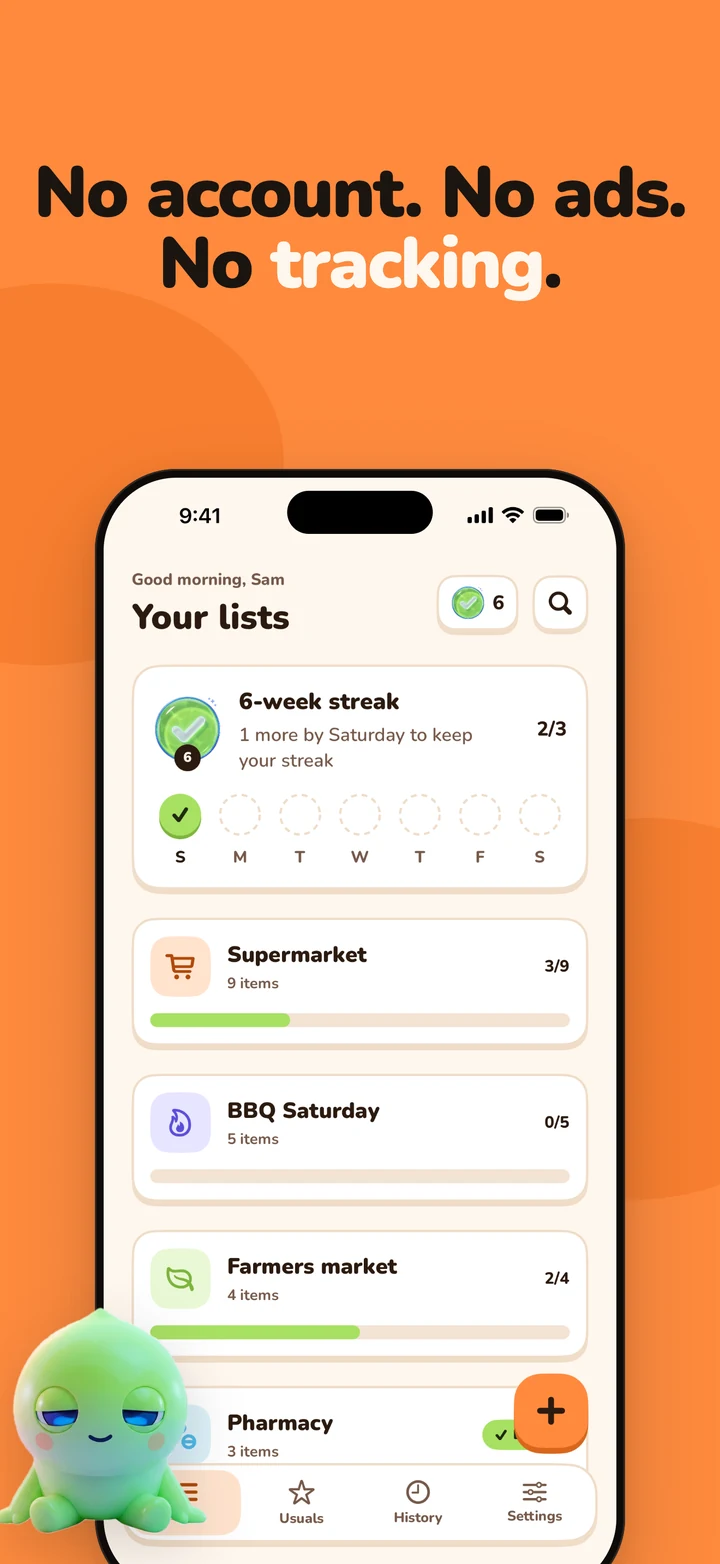 No account. No ads.
No tracking.
9:41
Good morning, Sam
Your lists
6
6-week streak
1 more by Saturday to keep
your streak
2/3
6
S M T W T F S
Supermarket
9 items
3/9
BBQ Saturday
5 items
0/5
Farmers market
4 items
2/4
Pharmacy
3 items
Usuals
History
Settings